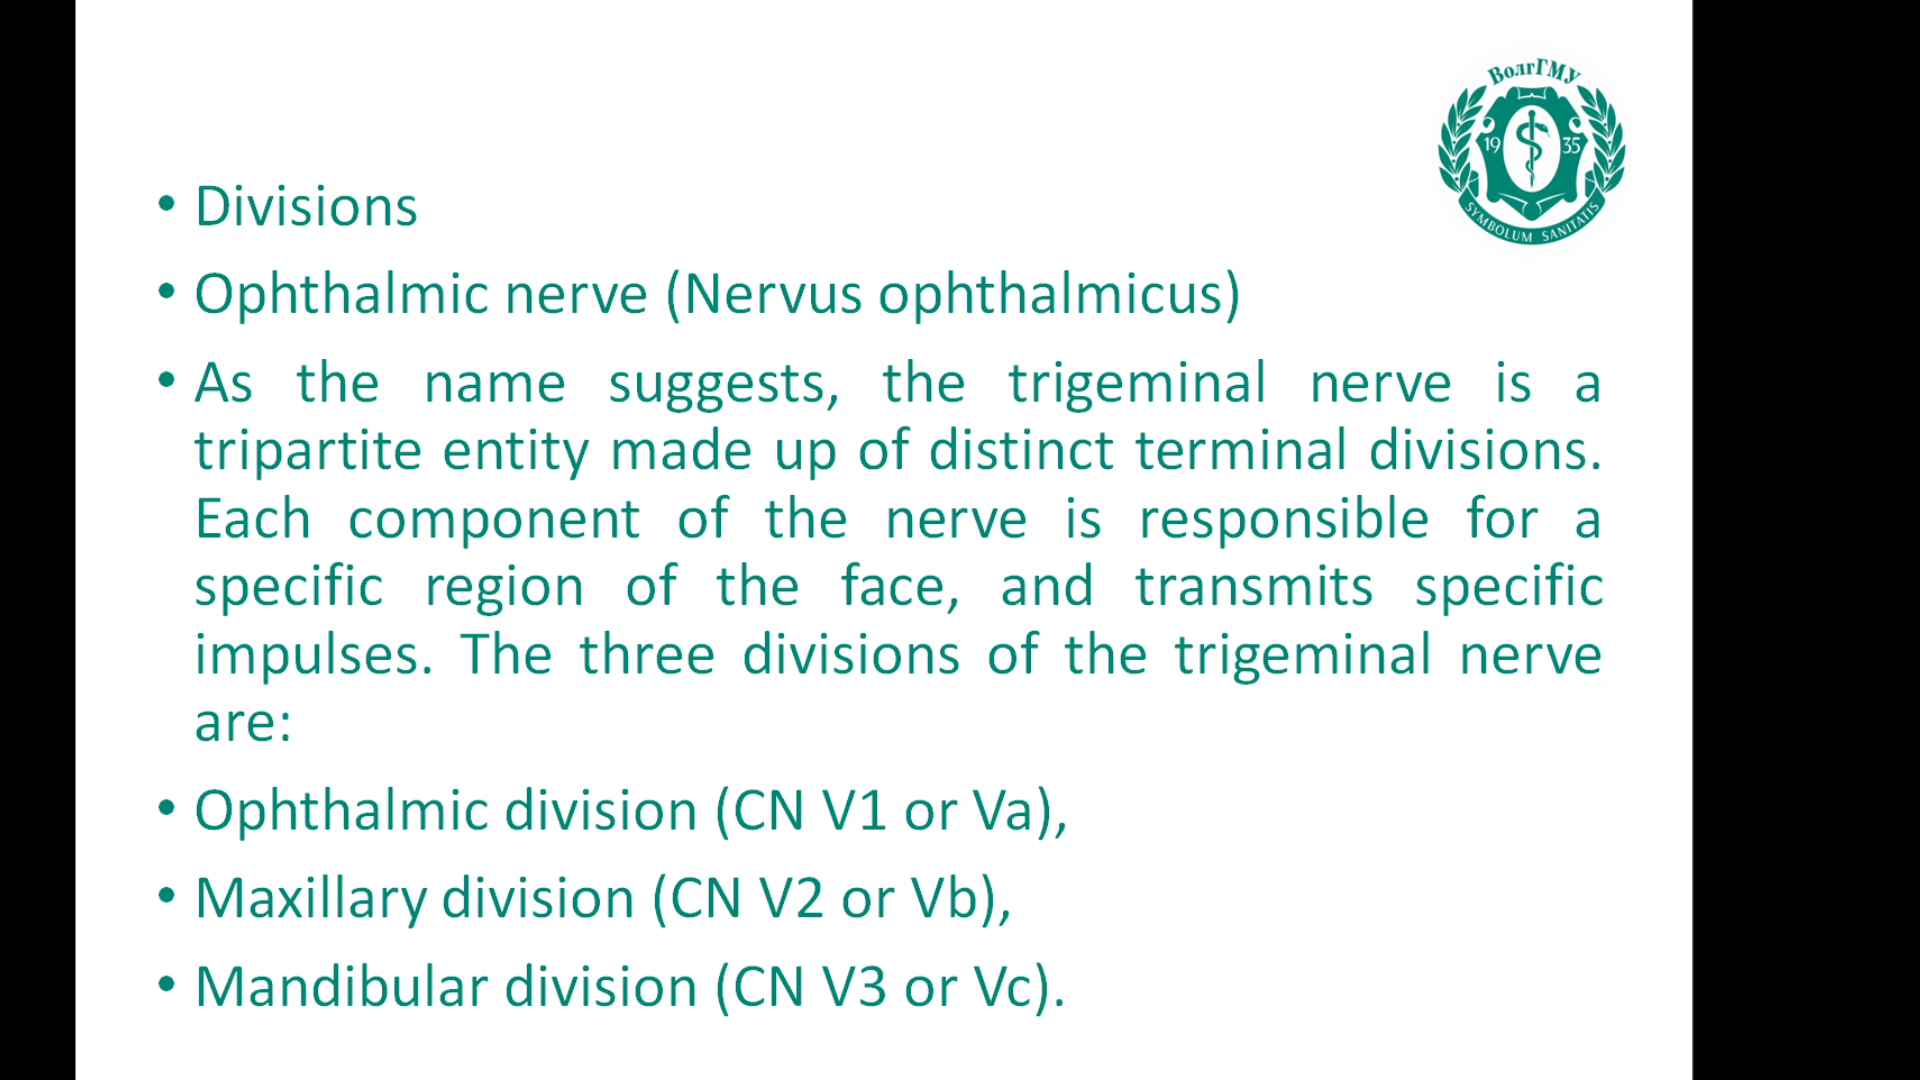 ВолгГМУ
19 35
SYMBOLUM SANITATIS
• Divisions
• Ophthalmic nerve (Nervus ophthalmicus)
• As the name suggests, the trigeminal nerve is a
tripartite entity made up of distinct terminal divisions.
Each component of the nerve is responsible for a
specific region of the face, and transmits specific
impulses. The three divisions of the trigeminal nerve
are:
• Ophthalmic division (CN V1 or Va),
• Maxillary division (CN V2 or Vb),
• Mandibular division (CN V3 or Vc).